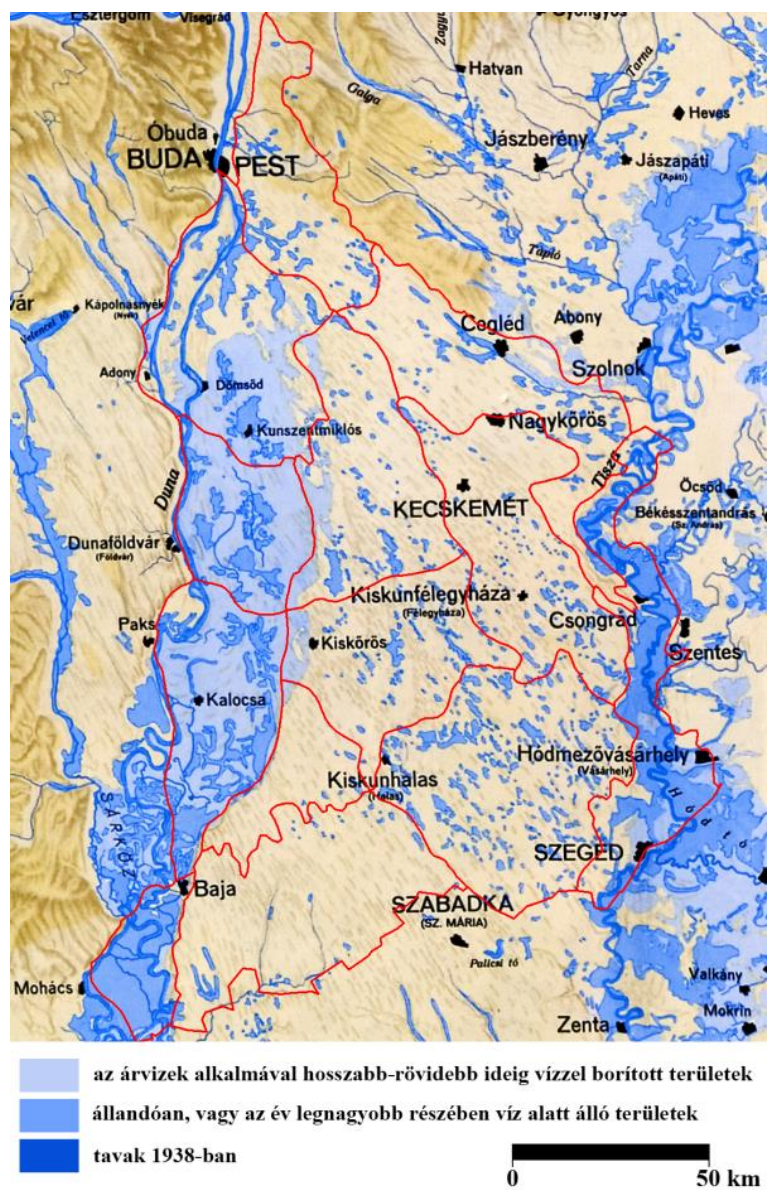 Esztergom
Visegrád
Zagyva
Gyöngyös
Hatvan
Tarna
Galga
Heves
Óbuda
BUDA
PEST
Jászberény
Jászapáti
(Apáti)
Tápió
vár
Kápolnásnyék
(Nyék)
Velencei tó
Cegléd
Abony
Szolnok
Adony
Dömsöd
Kunszentmiklós
Nagykőrös
Duna
Tisza
KECSKEMÉT
Öcsöd
Békésszentandrás
(Sz. András)
Dunaföldvár
(Földvár)
Kiskunfélegyháza
(Félegyháza)
Csongrád
Paks
Kiskőrös
Szentes
Kalocsa
Hódmezővásárhely
(Vásárhely)
Kiskunhalas
(Halas)
Hódtó
SÁRKÖZ
SZEGED
Baja
SZABADKA
(SZ. MÁRIA)
Palicsi tó
Mohács
Valkány
Zenta
Mokrin
az árvizek alkalmával hosszabb-rövidebb ideig vízzel borított területek
állandóan, vagy az év legnagyobb részében víz alatt álló területek
tavak 1938-ban
0 50 km